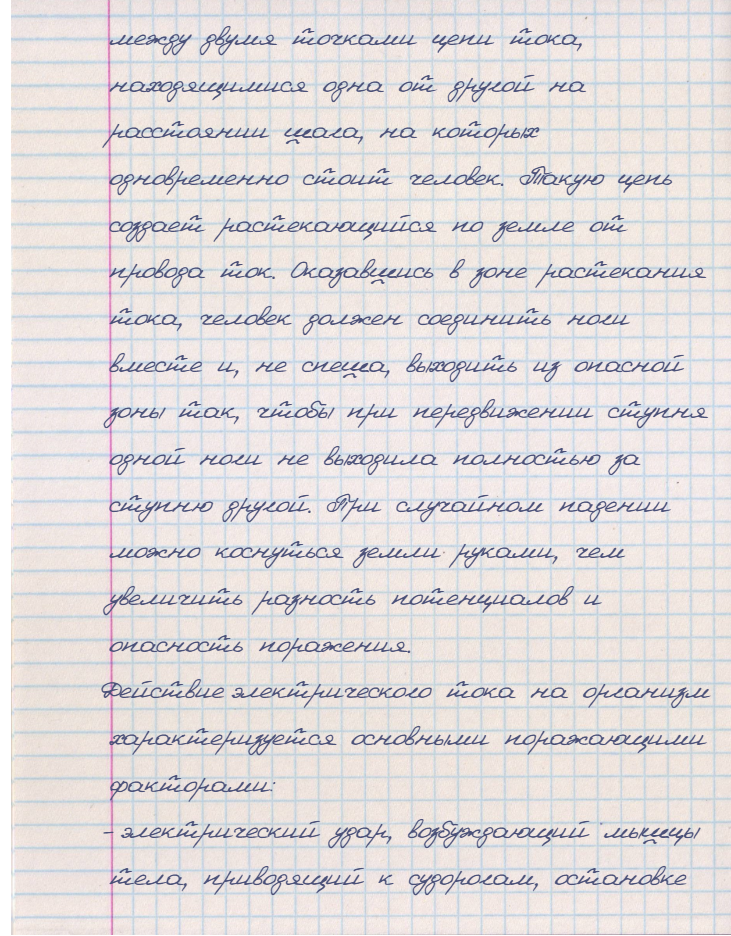 между двумя точками цепи тока,
находящимися одна от другой на
расстоянии шага, на которых
одновременно стоит человек. Такую цепь
создает растекающийся по земле от
провода ток. Оказавшись в зоне растекания
тока, человек должен соединить ноги
вместе и, не спеша, выходить из опасной
зоны так, чтобы при передвижении ступня
одной ноги не выходила полностью за
ступню другой. При случайном падении
можно коснуться земли руками, чем
увеличить разность потенциалов и
опасность поражения.
Действие электрического тока на организм
характеризуется основными поражающими
факторами:
- электрический удар, возбуждающий мышцы
тела, приводящий к судорогам, остановке